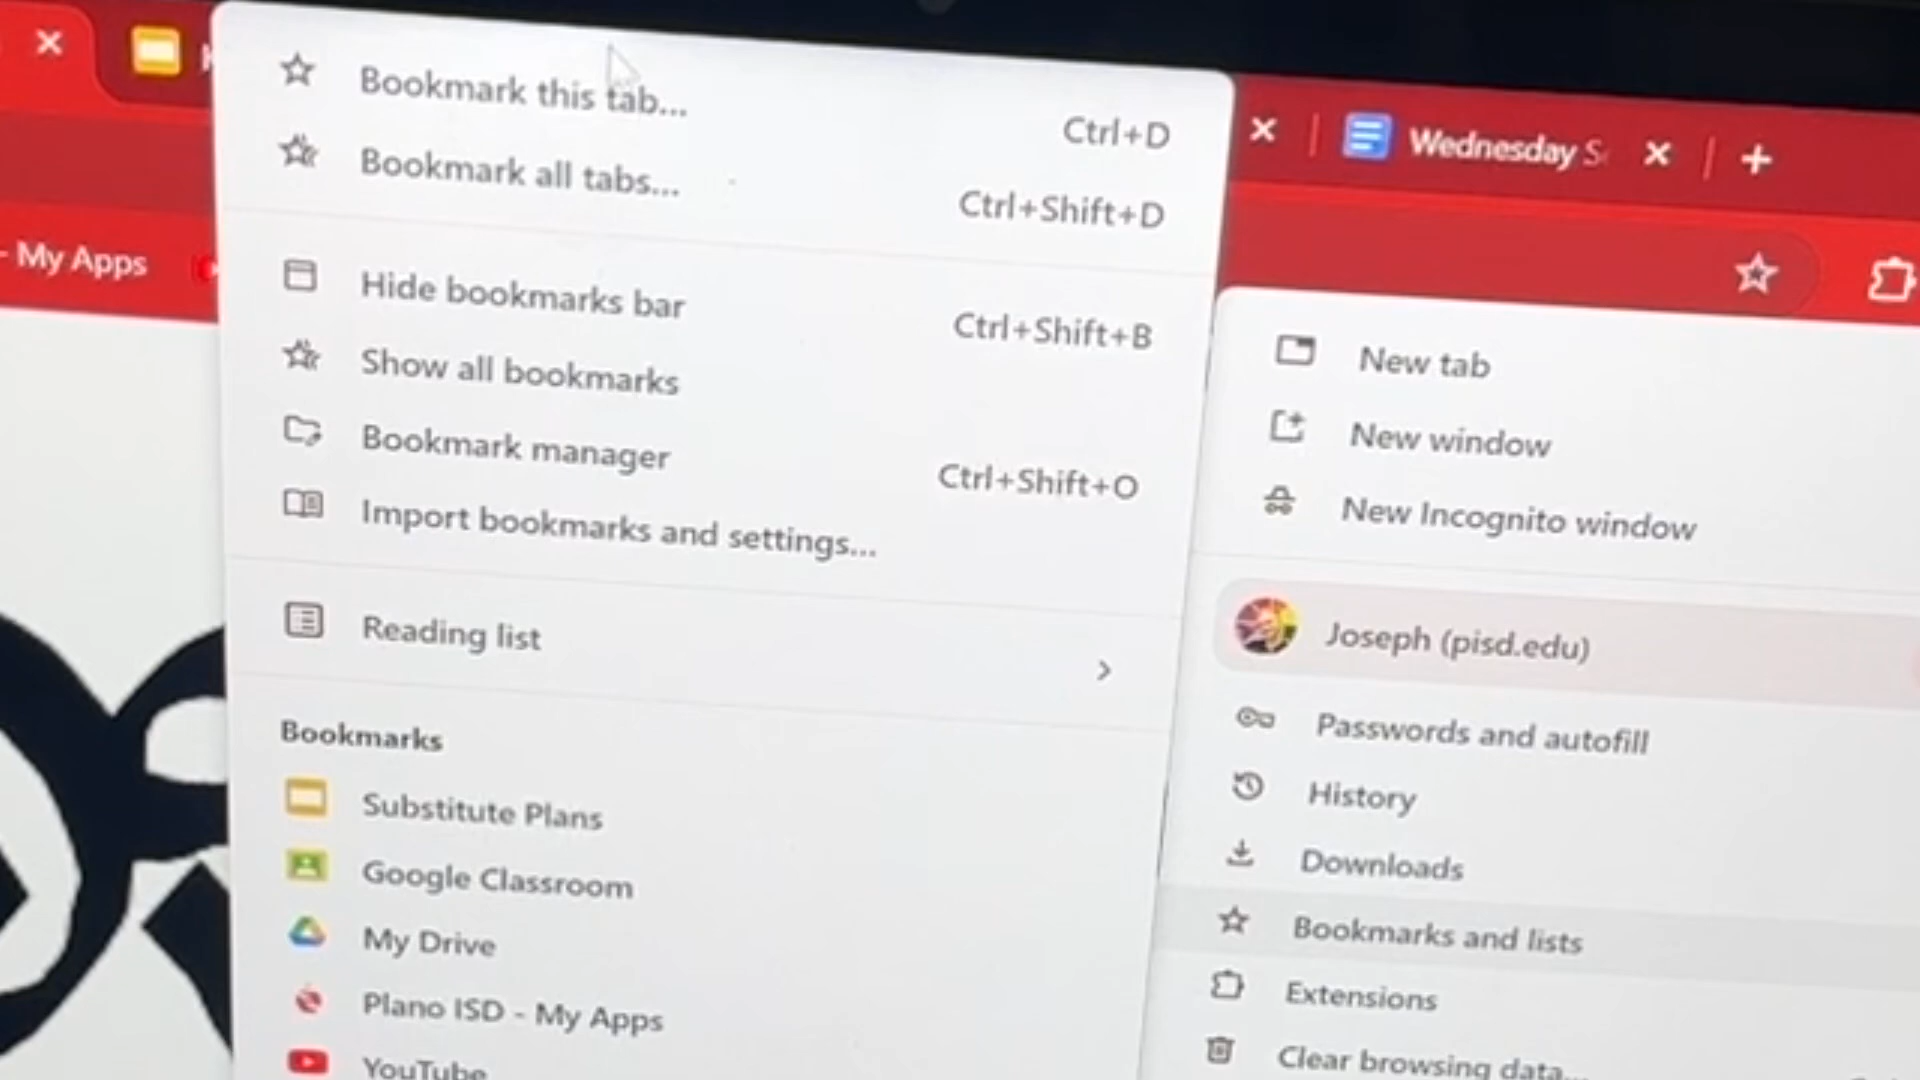 Wednesday S
- My Apps
Bookmark this tab... Ctrl+D
Bookmark all tabs... Ctrl+Shift+D
Hide bookmarks bar Ctrl+Shift+B
Show all bookmarks
Bookmark manager Ctrl+Shift+O
Import bookmarks and settings...
Reading list
Bookmarks
Substitute Plans
Google Classroom
My Drive
Plano ISD - My Apps
YouTube
New tab
New window
New Incognito window
Joseph (pisd.edu)
Passwords and autofill
History
Downloads
Bookmarks and lists
Extensions
Clear browsing data...